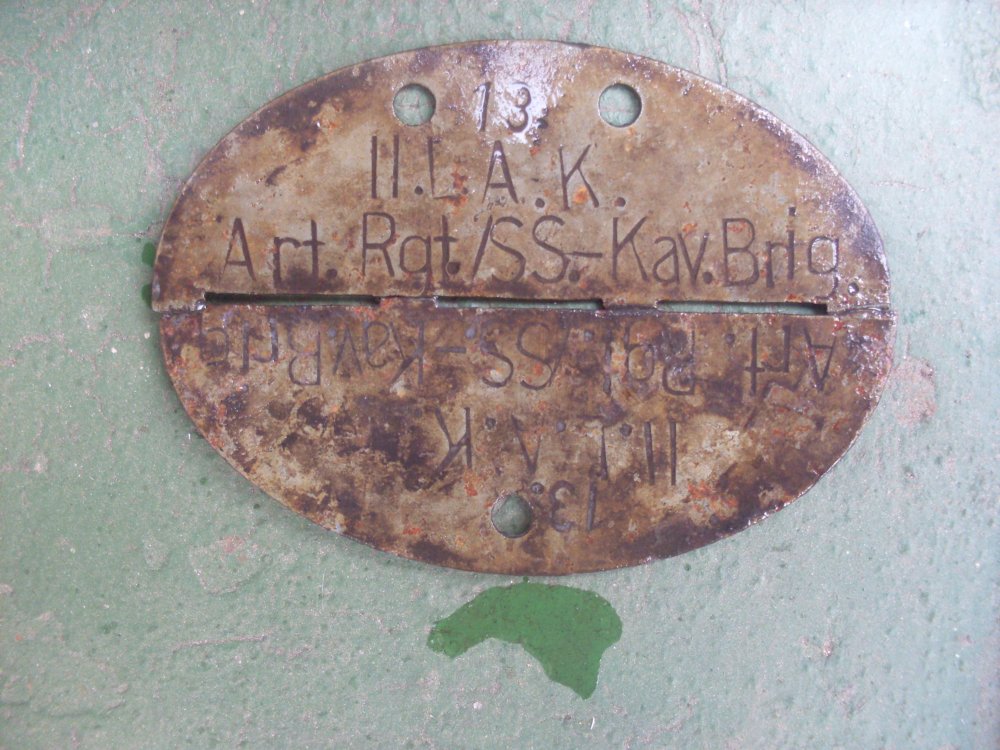 13
II.L.A.K.
Art. Rgt./SS.-Kav.Brig.
Art. Rgt./SS-Kav.Brig
II.L.A.K
13.